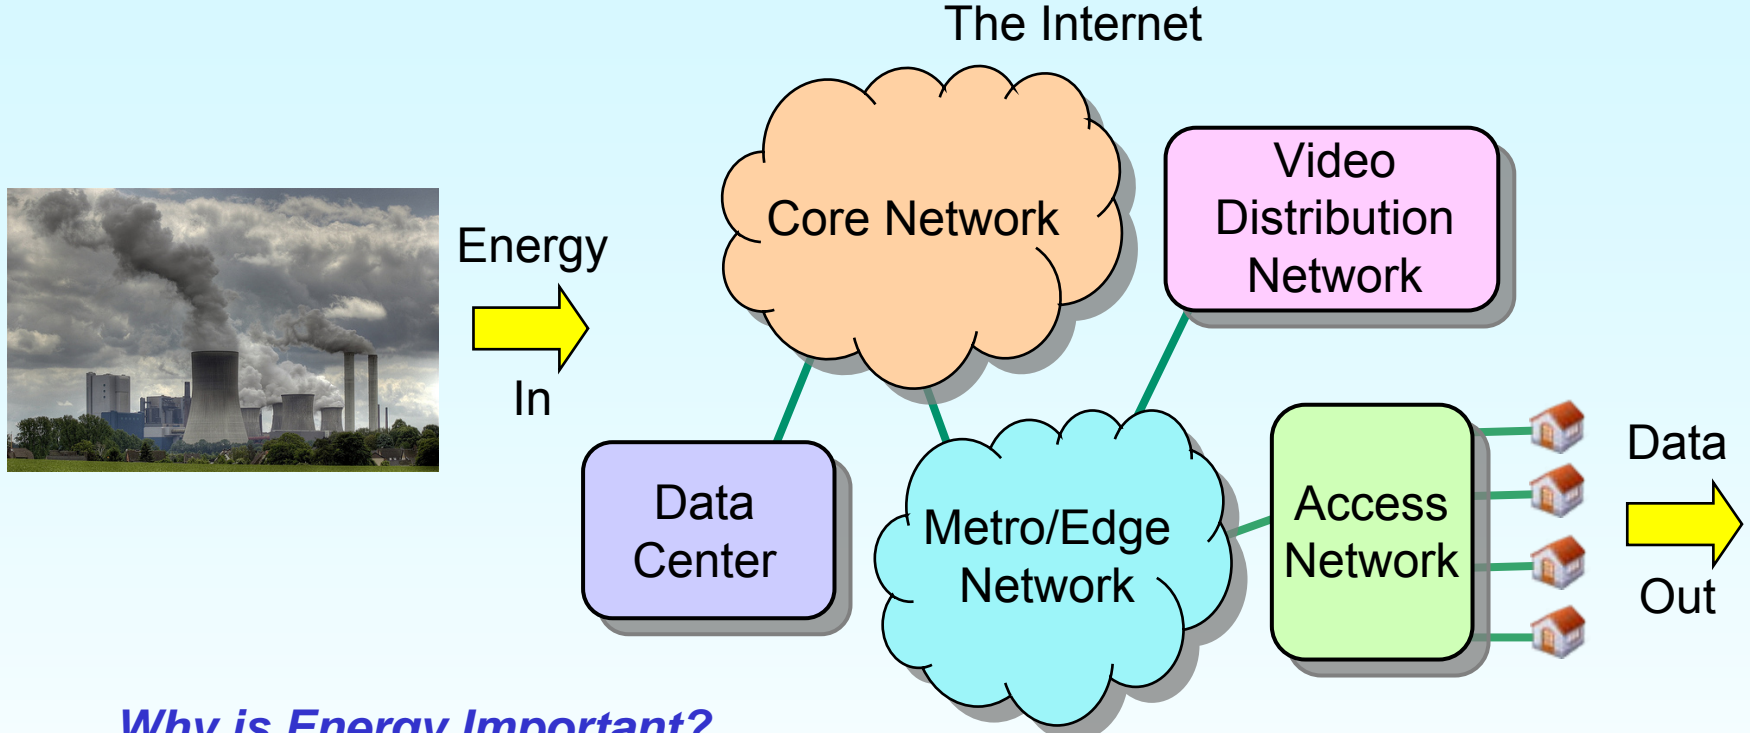 The Internet
Core Network
Video
Distribution
Network
Energy
In
Data
Center
Metro/Edge
Network
Access
Network
Data
Out
Why is Energy Important?